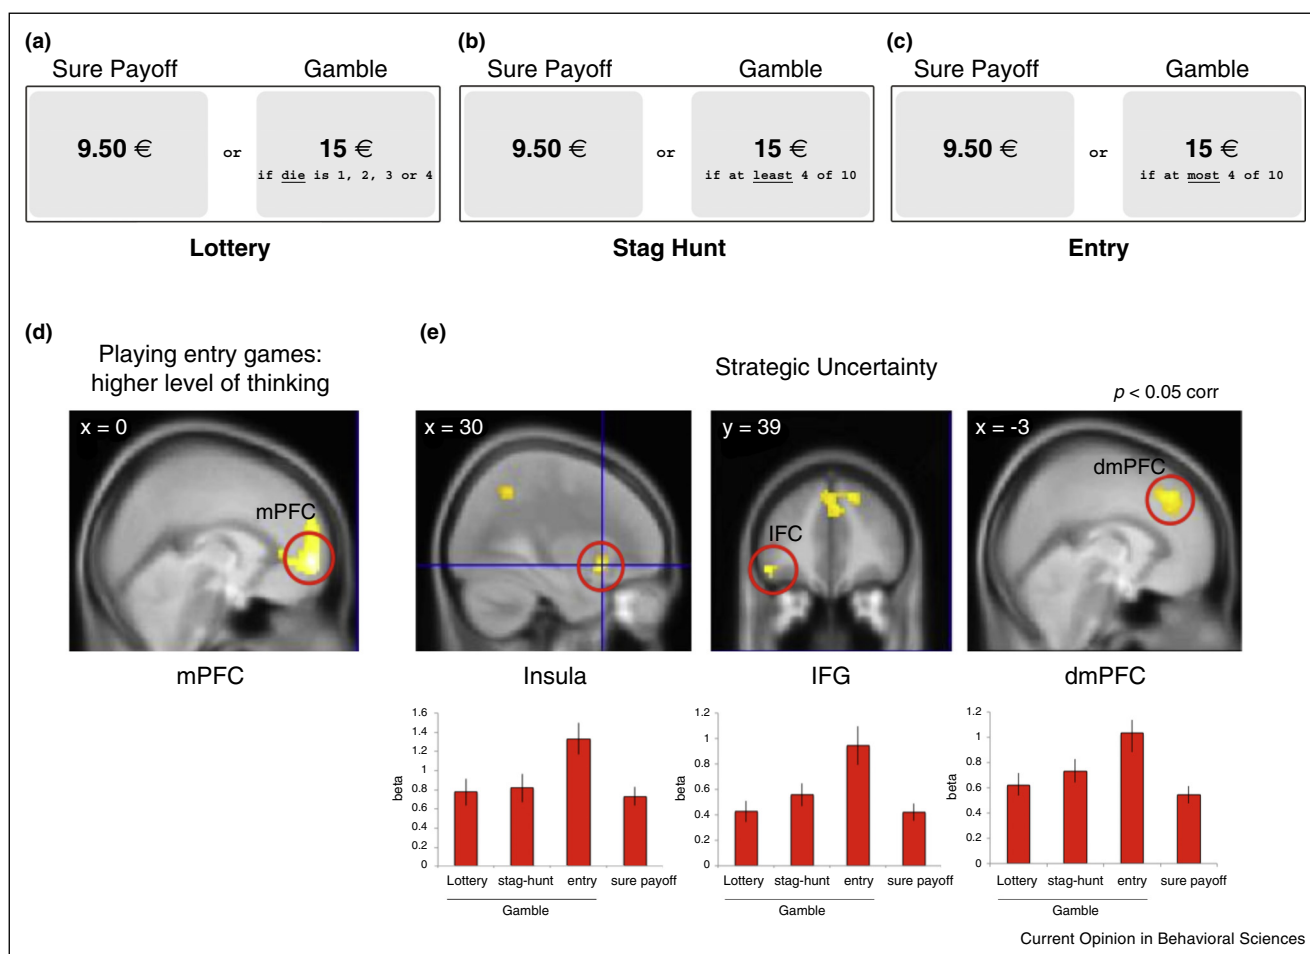 (a)
Sure Payoff Gamble
9.50 € or 15 €
if die is 1, 2, 3 or 4
Lottery
(b)
Sure Payoff Gamble
9.50 € or 15 €
if at least 4 of 10
Stag Hunt
(c)
Sure Payoff Gamble
9.50 € or 15 €
if at most 4 of 10
Entry
(d)
Playing entry games:
higher level of thinking
x = 0
mPFC
mPFC
(e)
Strategic Uncertainty
p < 0.05 corr
x = 30
y = 39
IFC
x = -3
dmPFC
Insula
IFG
dmPFC
1.6
1.4
1.2
1
0.8
0.6
0.4
0.2
0
beta
Lottery stag-hunt entry sure payoff
Gamble
1.2
1
0.8
0.6
0.4
0.2
0
beta
Lottery stag-hunt entry sure payoff
Gamble
1.2
1
0.8
0.6
0.4
0.2
0
beta
Lottery stag-hunt entry sure payoff
Gamble
Current Opinion in Behavioral Sciences